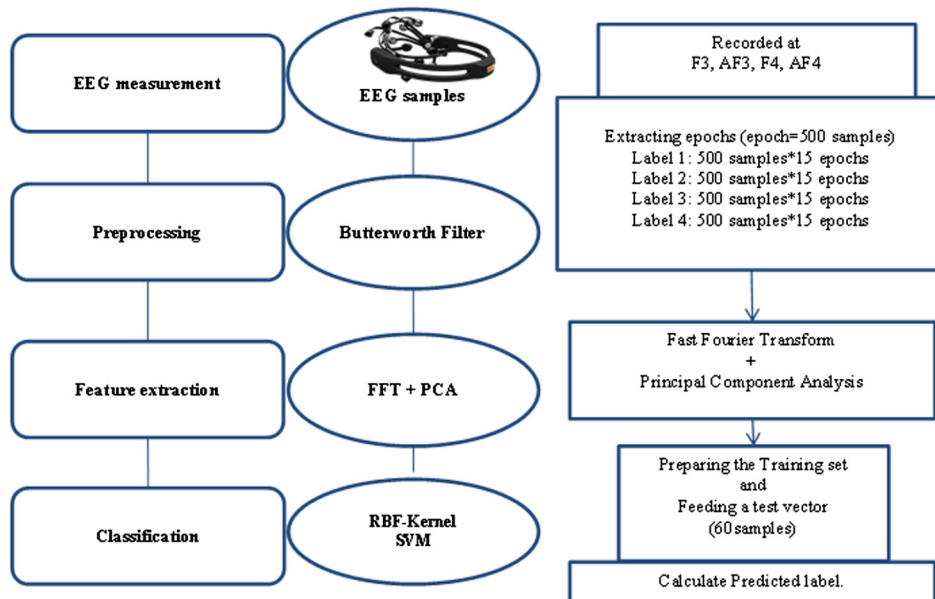 EEG measurement
Preprocessing
Feature extraction
Classification
EEG samples
Butterworth Filter
FFT + PCA
RBF-Kernel
SVM
Recorded at
F3, AF3, F4, AF4
Extracting epochs (epoch=500 samples)
Label 1: 500 samples*15 epochs
Label 2: 500 samples*15 epochs
Label 3: 500 samples*15 epochs
Label 4: 500 samples*15 epochs
Fast Fourier Transform
+
Principal Component Analysis
Preparing the Training set
and
Feeding a test vector
(60 samples)
Calculate Predicted label.